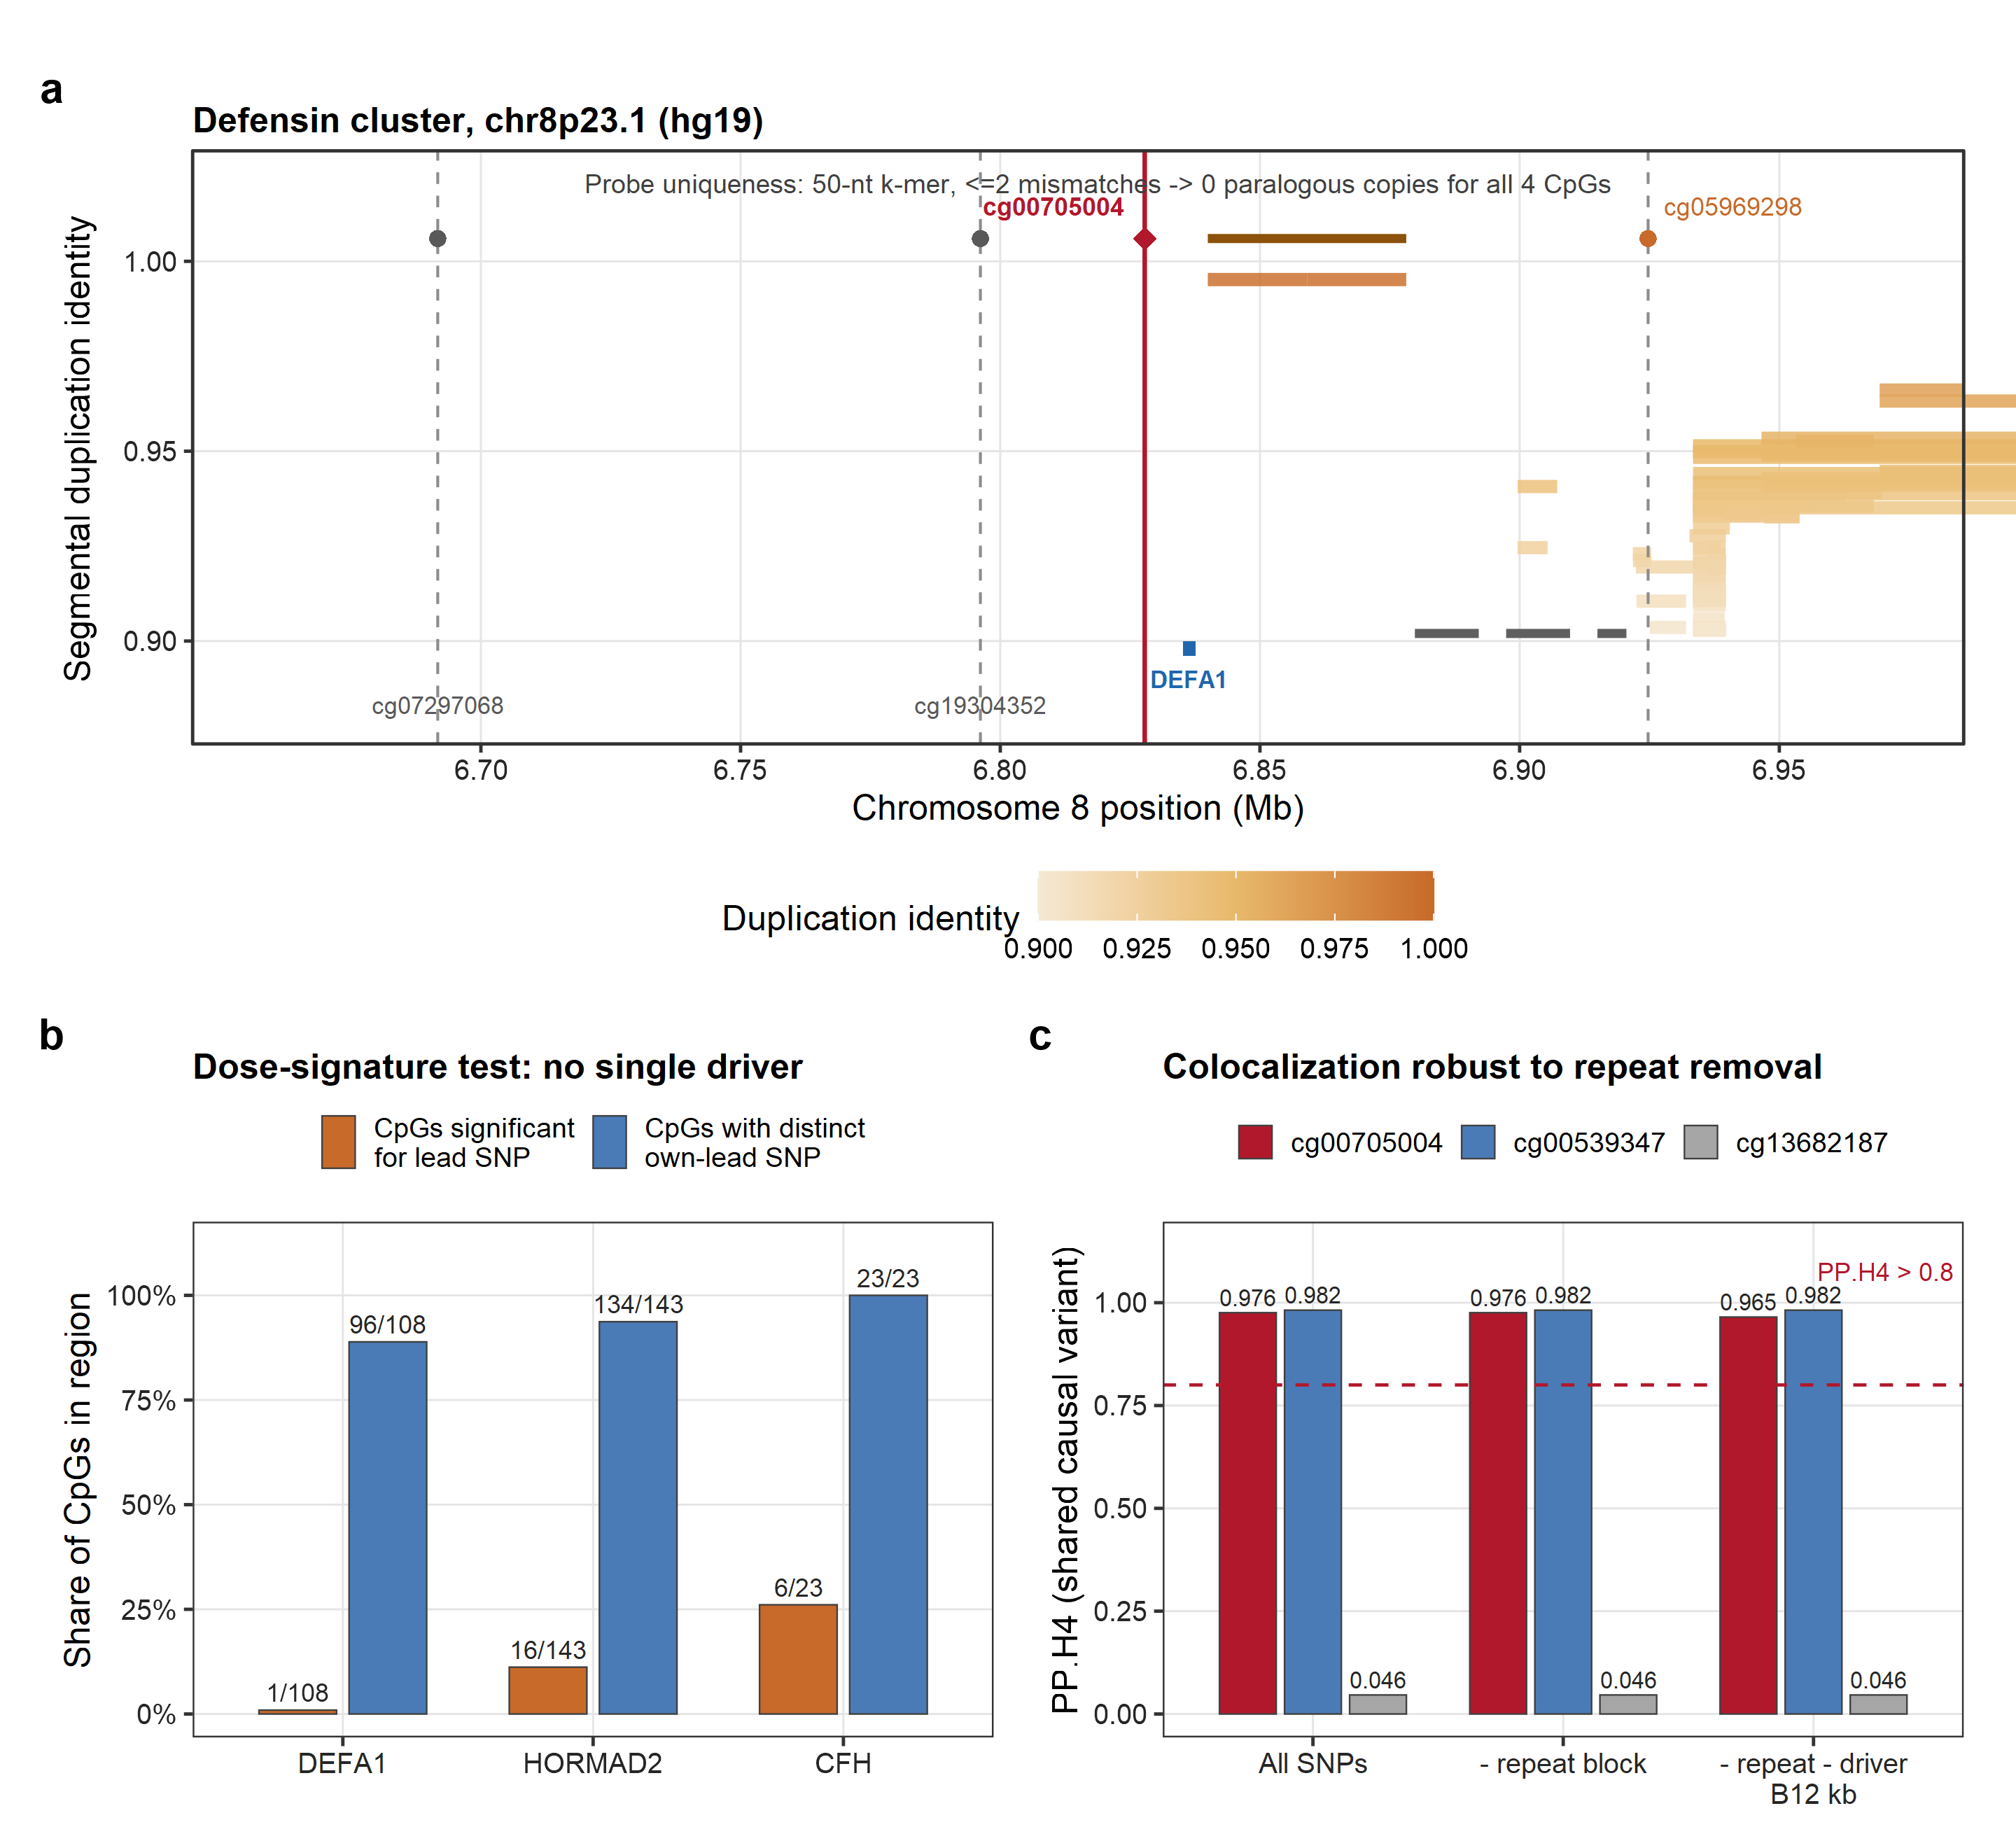 a
Defensin cluster, chr8p23.1 (hg19)
Probe uniqueness: 50-nt k-mer, <=2 mismatches -> 0 paralogous copies for all 4 CpGs
cg00705004
cg05969298
Segmental duplication identity
1.00
0.95
0.90
DEFA1
cg07297068
cg19304352
6.70
6.75
6.80
6.85
6.90
6.95
Chromosome 8 position (Mb)
Duplication identity
0.900
0.925
0.950
0.975
1.000
b
Dose-signature test: no single driver
CpGs significant
for lead SNP
CpGs with distinct
own-lead SNP
Share of CpGs in region
100%
75%
50%
25%
0%
1/108
96/108
16/143
134/143
6/23
23/23
DEFA1
HORMAD2
CFH
c
Colocalization robust to repeat removal
cg00705004
cg00539347
cg13682187
PP.H4 (shared causal variant)
1.00
0.75
0.50
0.25
0.00
PP.H4 > 0.8
0.976
0.982
0.046
0.976
0.982
0.046
0.965
0.982
0.046
All SNPs
- repeat block
- repeat - driver
B12 kb